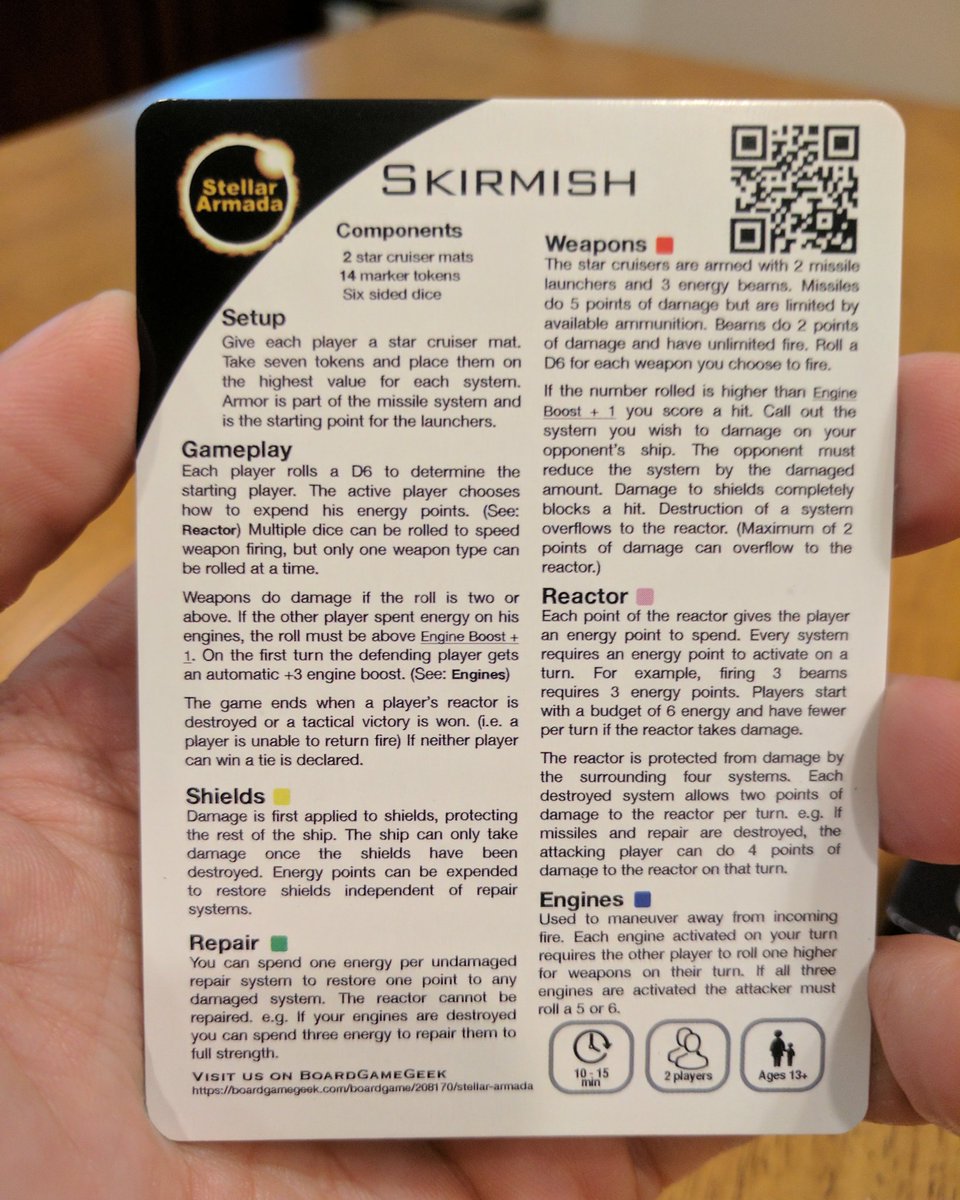 Stellar
Armada
SKIRMISH
Components
2 star cruiser mats
14 marker tokens
Six sided dice
Setup
Give each player a star cruiser mat.
Take seven tokens and place them on
the highest value for each system.
Armor is part of the missile system and
is the starting point for the launchers.
Gameplay
Each player rolls a D6 to determine the
starting player. The active player chooses
how to expend his energy points. (See:
Reactor) Multiple dice can be rolled to speed
weapon firing, but only one weapon type can
be rolled at a time.
Weapons do damage if the roll is two or
above. If the other player spent energy on his
engines, the roll must be above Engine Boost +
1. On the first turn the defending player gets
an automatic +3 engine boost. (See: Engines)
The game ends when a player's reactor is
destroyed or a tactical victory is won. (i.e. a
player is unable to return fire) If neither player
can win a tie is declared.
Shields
Damage is first applied to shields, protecting
the rest of the ship. The ship can only take
damage once the shields have been
destroyed. Energy points can be expended
to restore shields independent of repair
systems.
Repair
You can spend one energy per undamaged
repair system to restore one point to any
damaged system. The reactor cannot be
repaired. e.g. If your engines are destroyed
you can spend three energy to repair them to
full strength.
VISIT US ON BOARDGAMEGEEK
https://boardgamegeek.com/boardgame/208170/stellar-armada
Weapons
The star cruisers are armed with 2 missile
launchers and 3 energy beams. Missiles
do 5 points of damage but are limited by
available ammunition. Beams do 2 points
of damage and have unlimited fire. Roll a
D6 for each weapon you choose to fire.
If the number rolled is higher than Engine
Boost + 1 you score a hit. Call out the
system you wish to damage on your
opponent's ship. The opponent must
reduce the system by the damaged
amount. Damage to shields completely
blocks a hit. Destruction of a system
overflows to the reactor. (Maximum of 2
points of damage can overflow to the
reactor.)
Reactor
Each point of the reactor gives the player
an energy point to spend. Every system
requires an energy point to activate on a
turn. For example, firing 3 beams
requires 3 energy points. Players start
with a budget of 6 energy and have fewer
per turn if the reactor takes damage.
The reactor is protected from damage by
the surrounding four systems. Each
destroyed system allows two points of
damage to the reactor per turn. e.g. If
missiles and repair are destroyed, the
attacking player can do 4 points of
damage to the reactor on that turn.
Engines
Used to maneuver away from incoming
fire. Each engine activated on your turn
requires the other player to roll one higher
for weapons on their turn. If all three
engines are activated the attacker must
roll a 5 or 6.
10 - 15
min
2 players
Ages 13+